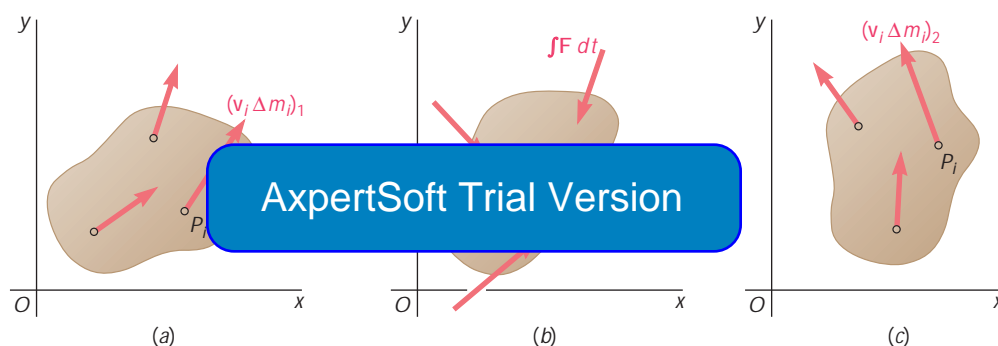 y
(v_i Δm_i)_1
P_i
O
x
(a)
y
∫F dt
O
x
(b)
y
(v_i Δm_i)_2
P_i
O
x
(c)
AxpertSoft Trial Version